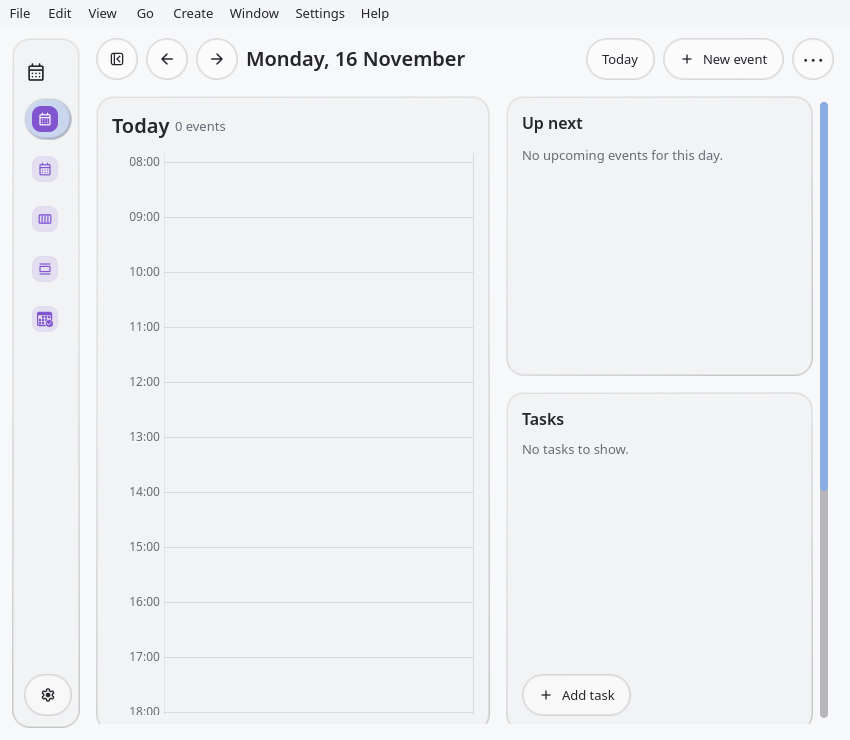 File Edit View Go Create Window Settings Help
Monday, 16 November
Today
New event
Today 0 events
08:00
09:00
10:00
11:00
12:00
13:00
14:00
15:00
16:00
17:00
18:00
Up next
No upcoming events for this day.
Tasks
No tasks to show.
Add task